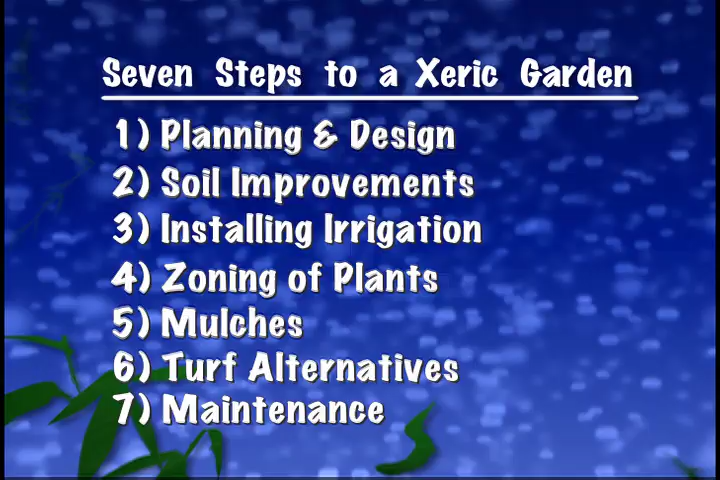 Seven Steps to a Xeric Garden
1) Planning & Design
2) Soil Improvements
3) Installing Irrigation
4) Zoning of Plants
5) Mulches
6) Turf Alternatives
7) Maintenance